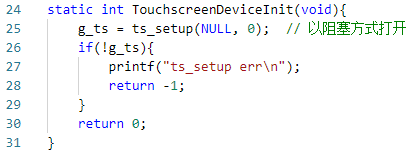 24 static int TouchscreenDeviceInit(void){
25     g_ts = ts_setup(NULL, 0);  // 以阻塞方式打开
26     if(!g_ts){
27         printf("ts_setup err\n");
28         return -1;
29     }
30     return 0;
31 }